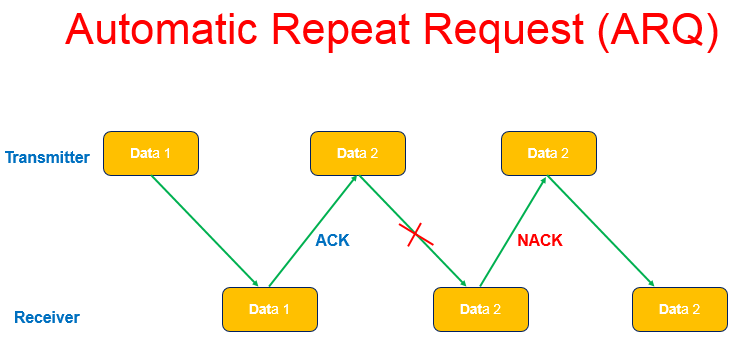 Automatic Repeat Request (ARQ)
Transmitter
Data 1
Data 2
Data 2
ACK
NACK
Receiver
Data 1
Data 2
Data 2